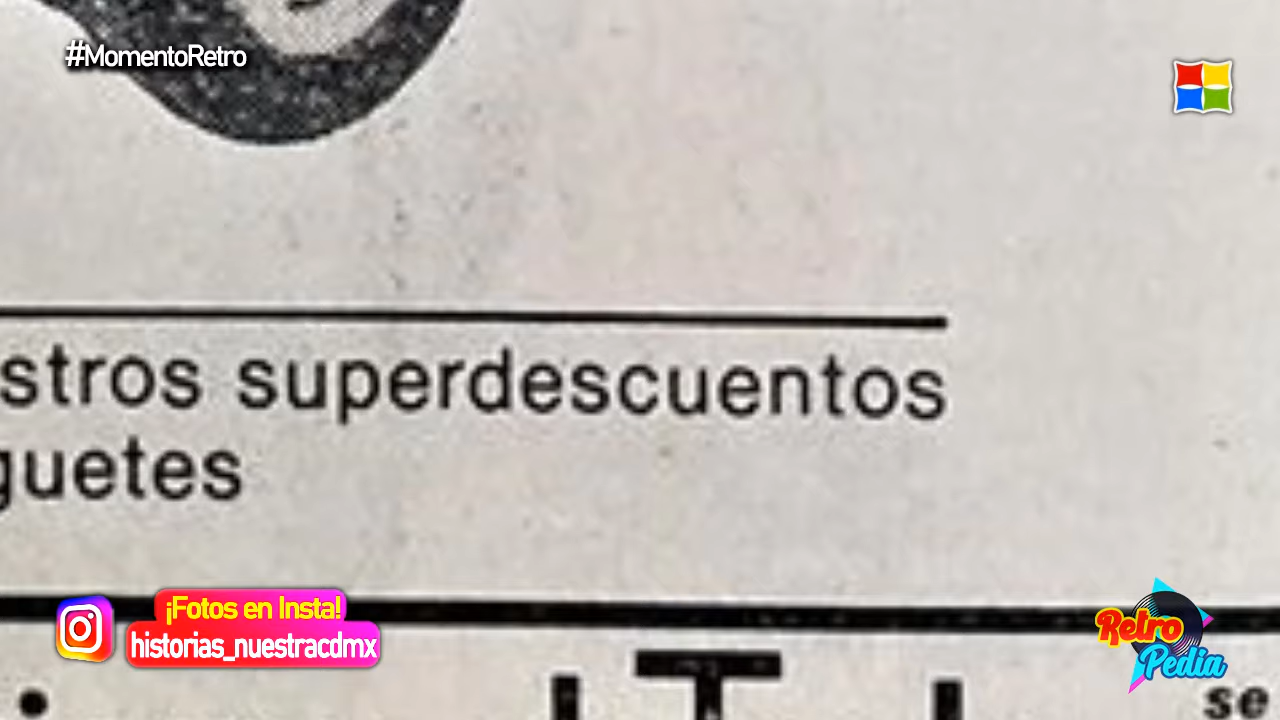 #MomentoRetro
stros superdescuentos
guetes
¡Fotos en Insta!
historias_nuestracdmx
Retro
Pedia
se